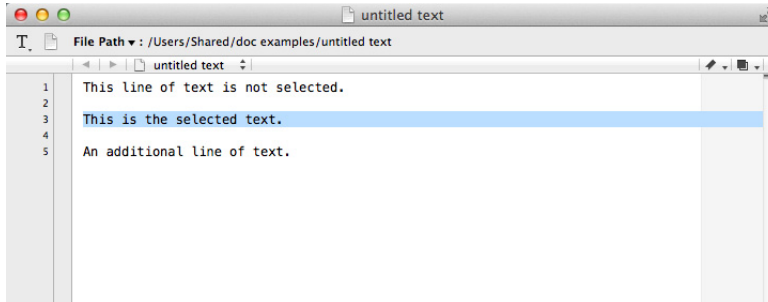 untitled text
File Path ▾ : /Users/Shared/doc examples/untitled text
untitled text
1 This line of text is not selected.
2
3 This is the selected text.
4
5 An additional line of text.